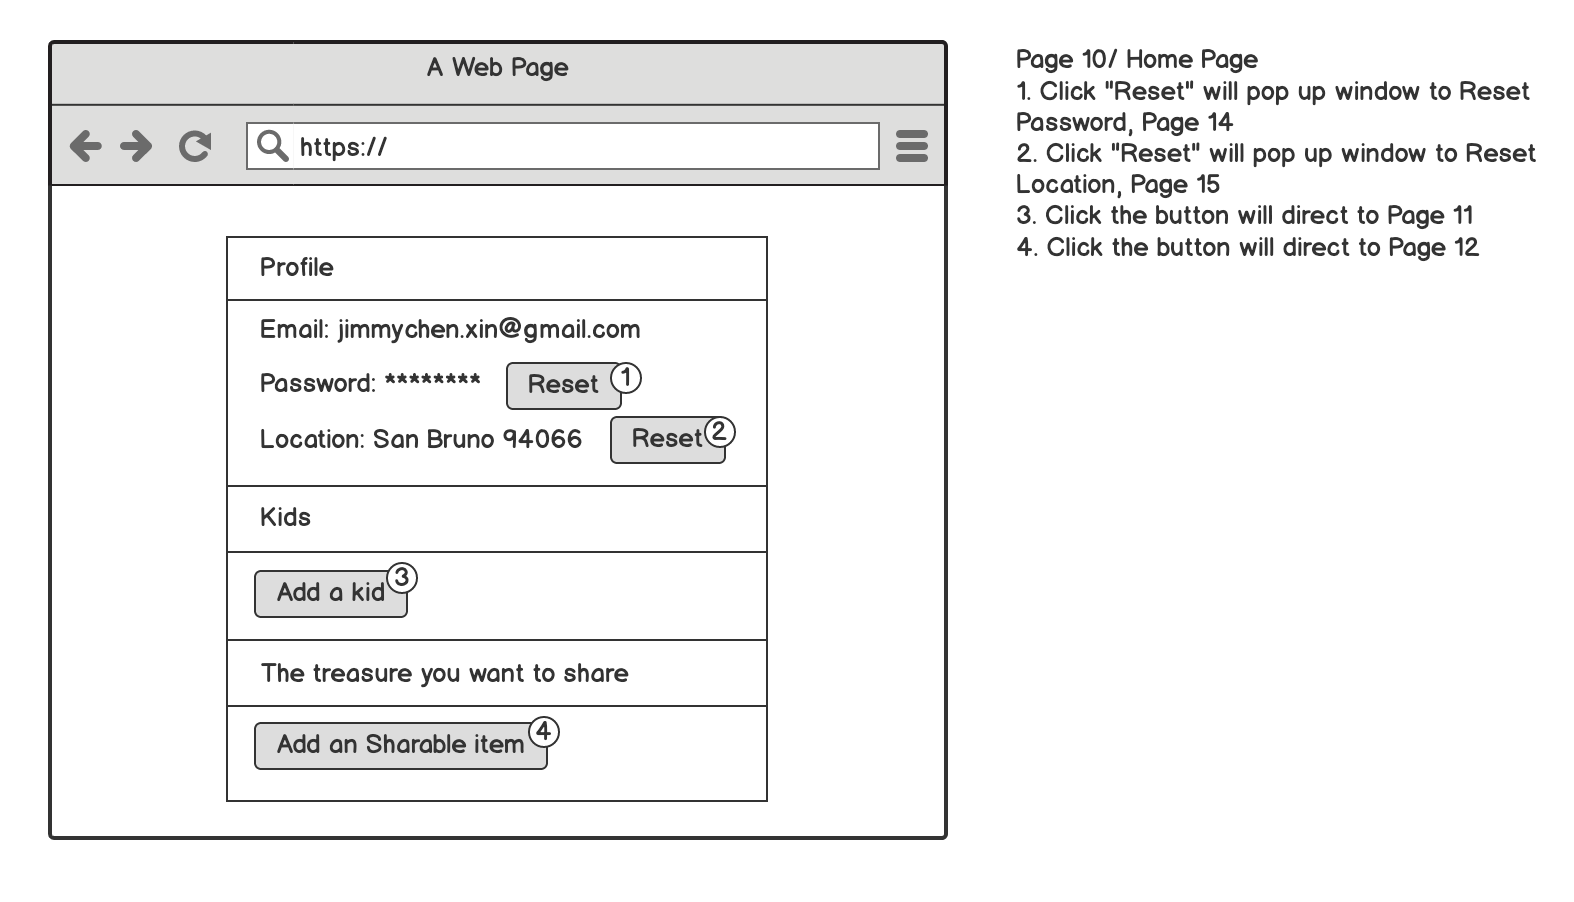 A Web Page
https://
Profile
Email: jimmychen.xin@gmail.com
Password: ******** Reset 1
Location: San Bruno 94066 Reset 2
Kids
Add a kid 3
The treasure you want to share
Add an Sharable item 4
Page 10/ Home Page
1. Click "Reset" will pop up window to Reset
Password, Page 14
2. Click "Reset" will pop up window to Reset
Location, Page 15
3. Click the button will direct to Page 11
4. Click the button will direct to Page 12